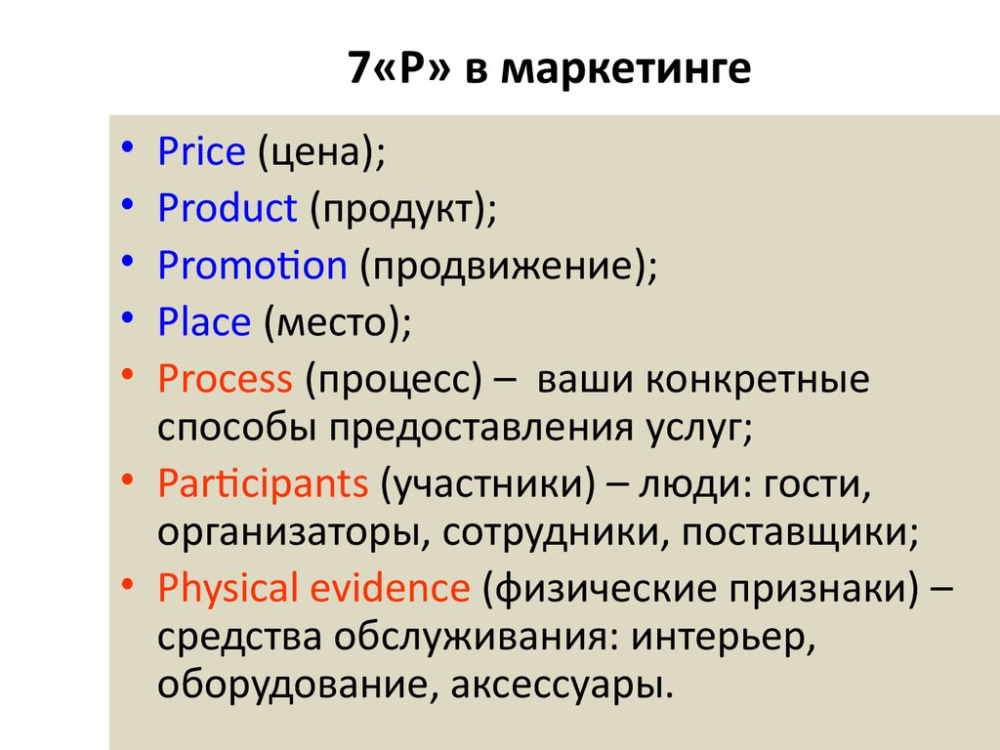 7«Р» в маркетинге
• Price (цена);
• Product (продукт);
• Promotion (продвижение);
• Place (место);
• Process (процесс) – ваши конкретные
способы предоставления услуг;
• Participants (участники) – люди: гости,
организаторы, сотрудники, поставщики;
• Physical evidence (физические признаки) –
средства обслуживания: интерьер,
оборудование, аксессуары.